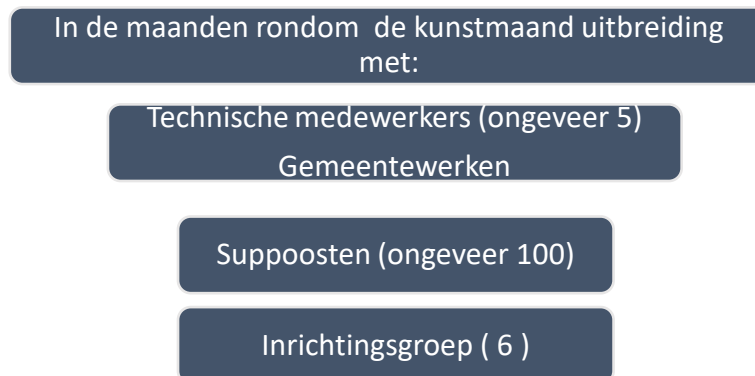 In de maanden rondom  de kunstmaand uitbreiding
met:
Technische medewerkers (ongeveer 5)
Gemeentewerken
Suppoosten (ongeveer 100)
Inrichtingsgroep ( 6 )